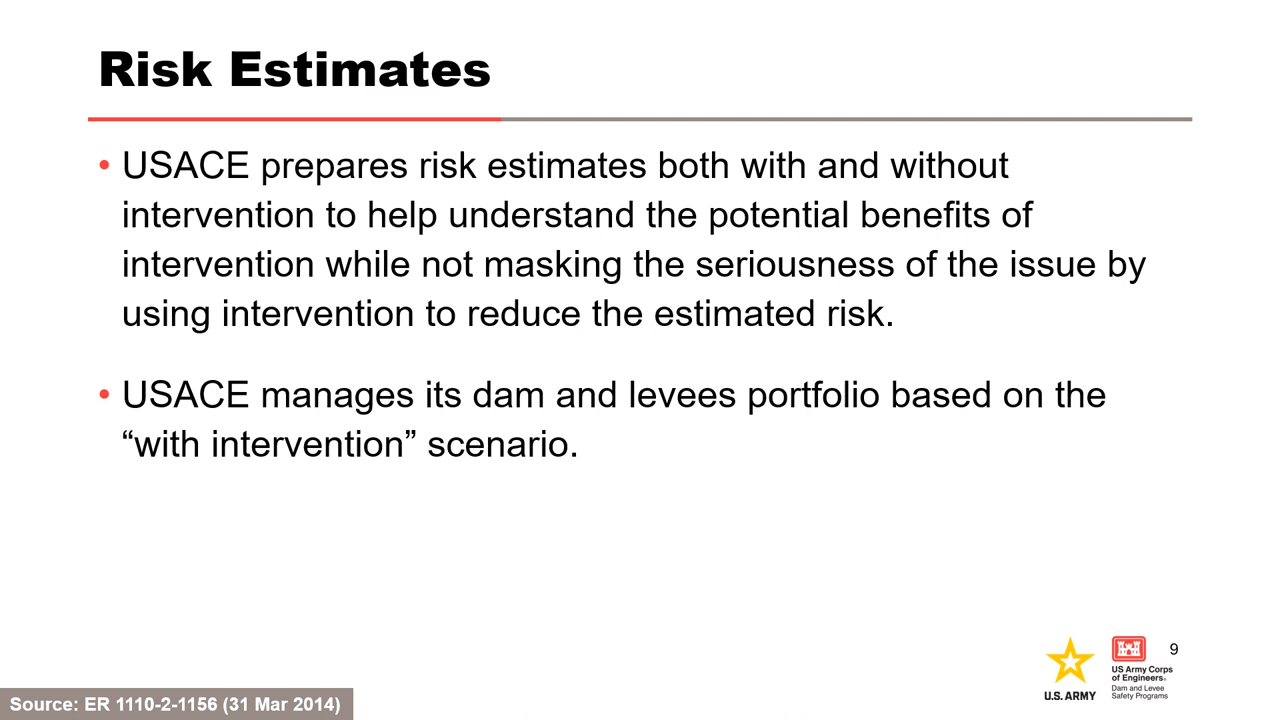 Risk Estimates
• USACE prepares risk estimates both with and without
intervention to help understand the potential benefits of
intervention while not masking the seriousness of the issue by
using intervention to reduce the estimated risk.
• USACE manages its dam and levees portfolio based on the
“with intervention” scenario.
9
U.S. ARMY
US Army Corps
of Engineers®
Dam and Levee
Safety Programs
Source: ER 1110-2-1156 (31 Mar 2014)